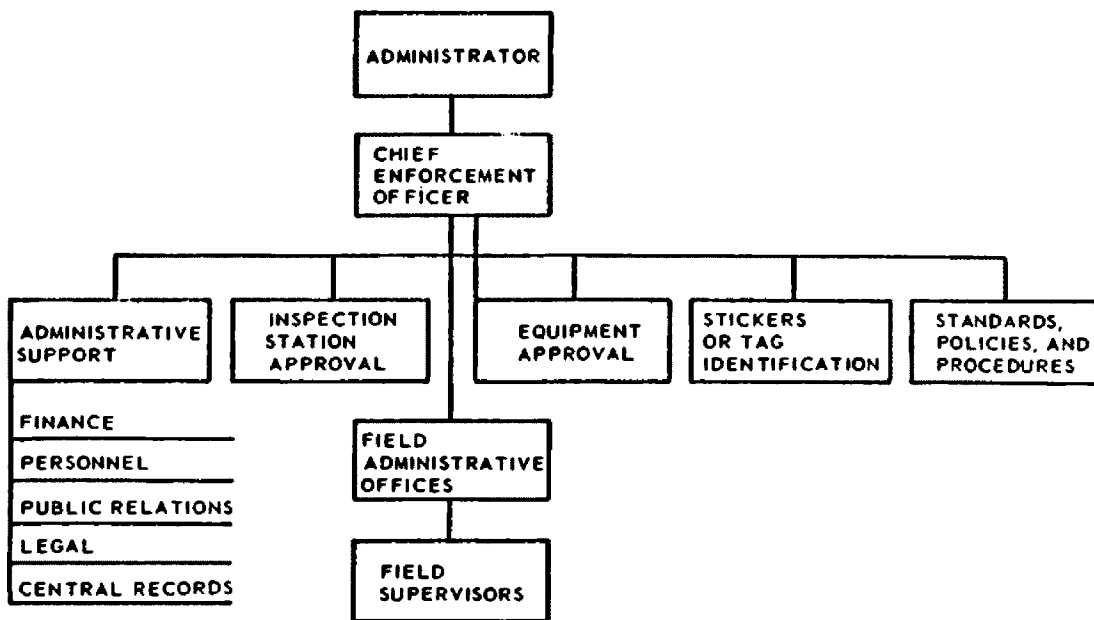 ADMINISTRATOR
CHIEF
ENFORCEMENT
OFFICER
ADMINISTRATIVE
SUPPORT
INSPECTION
STATION
APPROVAL
EQUIPMENT
APPROVAL
STICKERS
OR TAG
IDENTIFICATION
STANDARDS,
POLICIES, AND
PROCEDURES
FINANCE
PERSONNEL
PUBLIC RELATIONS
LEGAL
CENTRAL RECORDS
FIELD
ADMINISTRATIVE
OFFICES
FIELD
SUPERVISORS